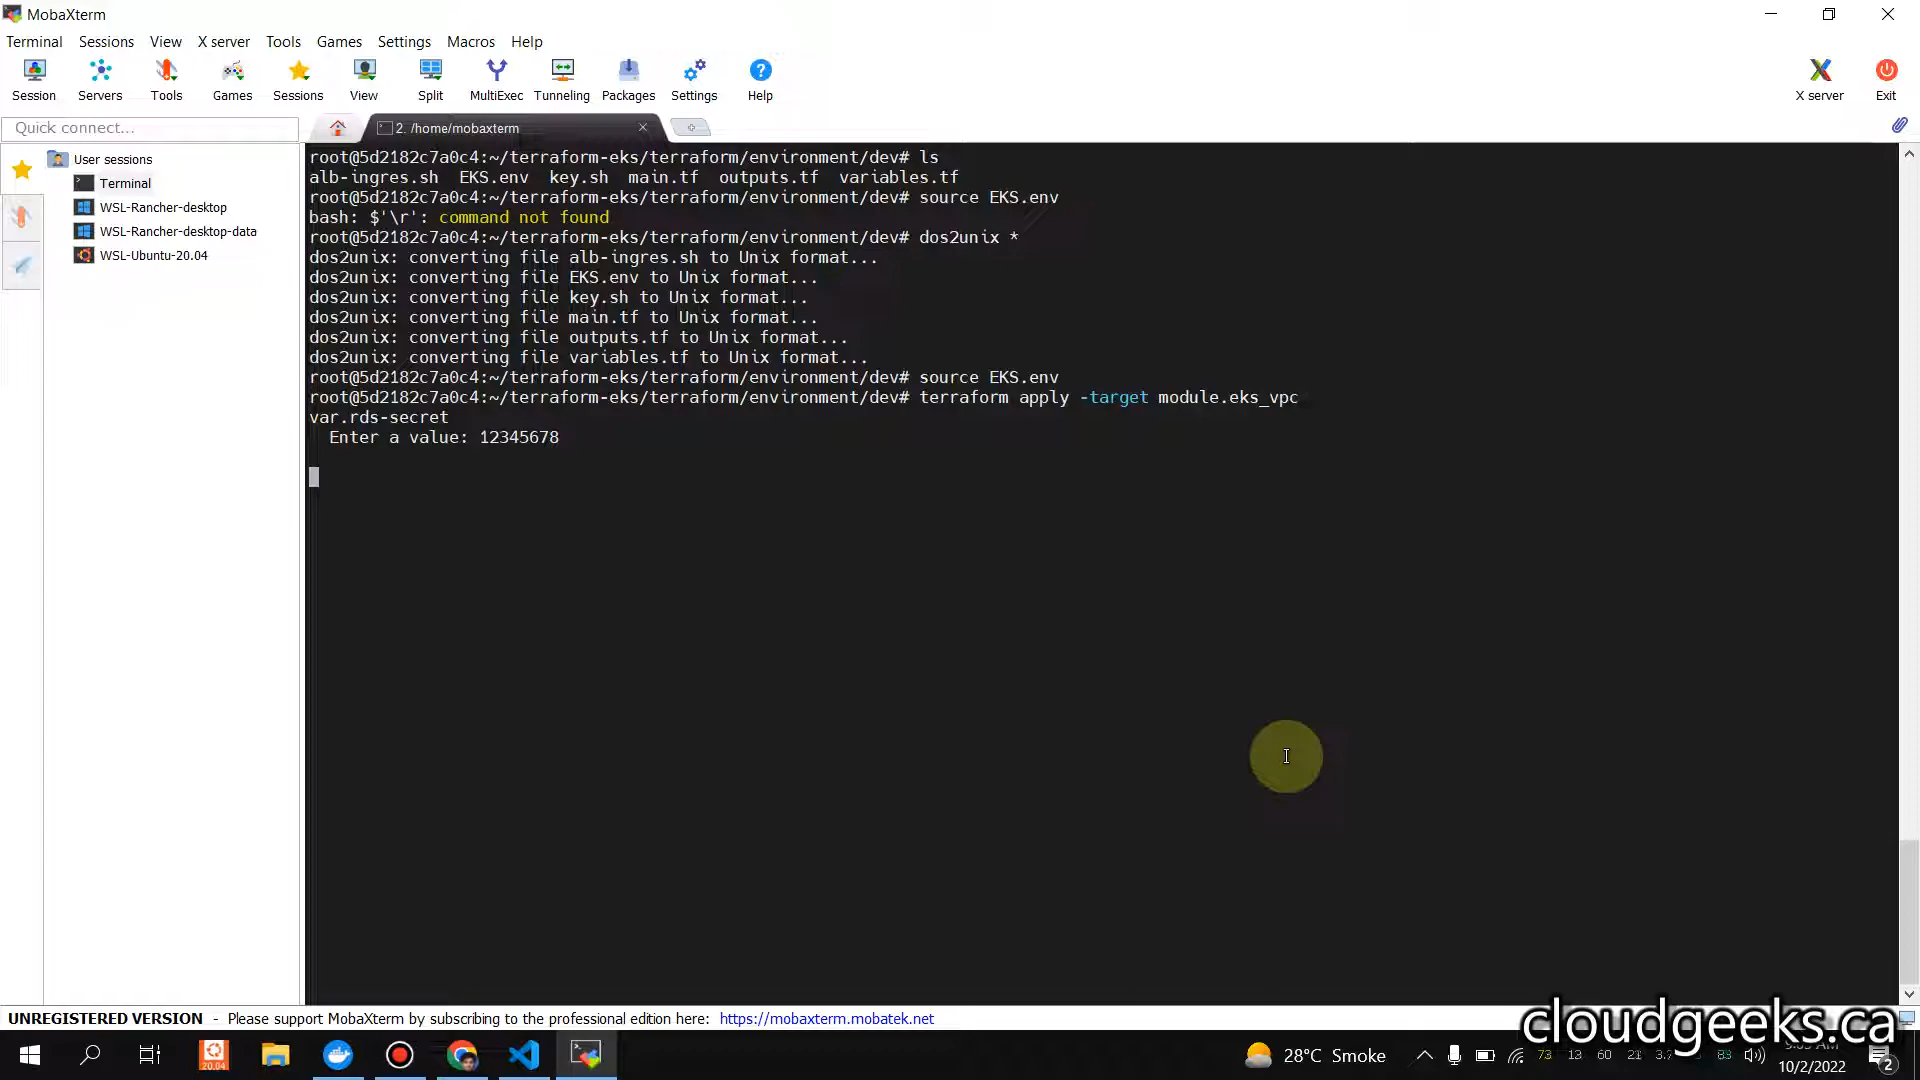 MobaXterm
Terminal Sessions View X server Tools Games Settings Macros Help
Session Servers Tools Games Sessions View Split MultiExec Tunneling Packages Settings Help X server Exit
Quick connect...
2. /home/mobaxterm
User sessions
Terminal
WSL-Rancher-desktop
WSL-Rancher-desktop-data
WSL-Ubuntu-20.04
root@5d2182c7a0c4:~/terraform-eks/terraform/environment/dev# ls
alb-ingres.sh EKS.env key.sh main.tf outputs.tf variables.tf
root@5d2182c7a0c4:~/terraform-eks/terraform/environment/dev# source EKS.env
bash: $'\r': command not found
root@5d2182c7a0c4:~/terraform-eks/terraform/environment/dev# dos2unix *
dos2unix: converting file alb-ingres.sh to Unix format...
dos2unix: converting file EKS.env to Unix format...
dos2unix: converting file key.sh to Unix format...
dos2unix: converting file main.tf to Unix format...
dos2unix: converting file outputs.tf to Unix format...
dos2unix: converting file variables.tf to Unix format...
root@5d2182c7a0c4:~/terraform-eks/terraform/environment/dev# source EKS.env
root@5d2182c7a0c4:~/terraform-eks/terraform/environment/dev# terraform apply -target module.eks_vpc
var.rds-secret
Enter a value: 12345678
UNREGISTERED VERSION - Please support MobaXterm by subscribing to the professional edition here: https://mobaxterm.mobatek.net
cloudgeeks.ca
20.04
28°C Smoke
73 13 60 21 83
10/2/2022
2